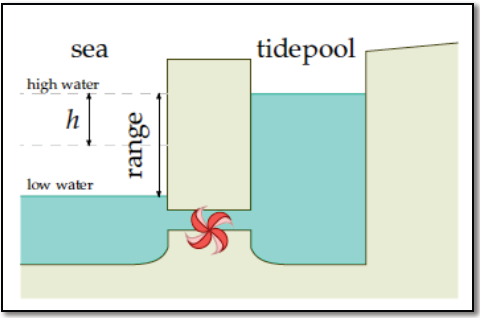 sea
tidepool
high water
h
range
low water